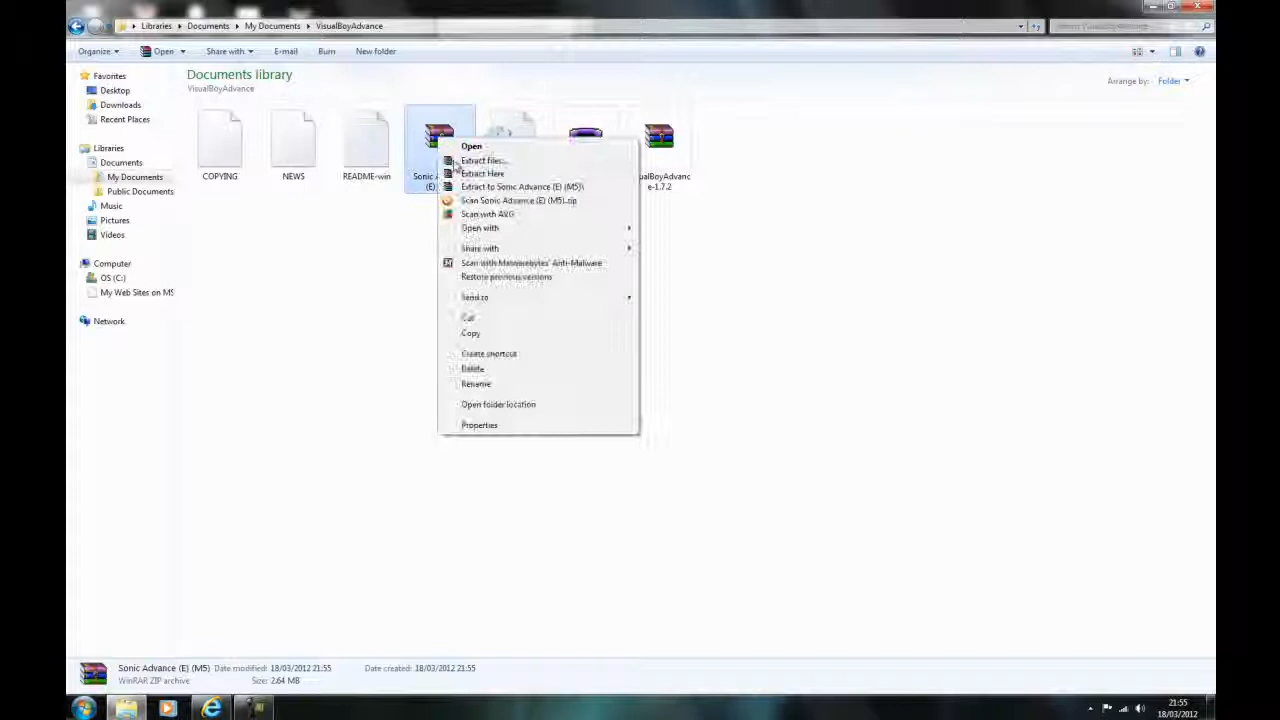 Libraries ▸ Documents ▸ My Documents ▸ VisualBoyAdvance
Organize Open Share with E-mail Burn New folder
Documents library
VisualBoyAdvance
Arrange by: Folder
Favorites
Desktop
Downloads
Recent Places
Libraries
Documents
My Documents
Public Documents
Music
Pictures
Videos
Computer
OS (C:)
My Web Sites on MS
Network
COPYING
NEWS
README-win
Sonic
(E)
ualBoyAdvanc
e-1.7.2
Open
Extract files...
Extract Here
Extract to Sonic Advance (E) (M5)\
Scan Sonic Advance (E) (M5).zip
Scan with AVG
Open with
Share with
Scan with Malwarebytes' Anti-Malware
Restore previous versions
Send to
Cut
Copy
Create shortcut
Delete
Rename
Open folder location
Properties
Sonic Advance (E) (M5) Date modified: 18/03/2012 21:55 Date created: 18/03/2012 21:55
WinRAR ZIP archive Size: 2.64 MB
21:55
18/03/2012